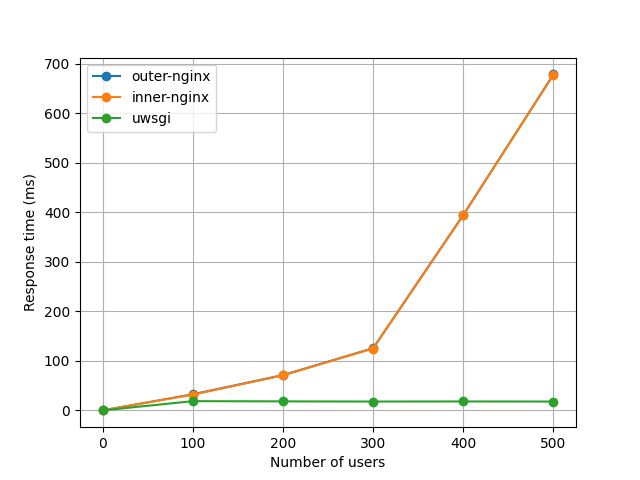 700
600
500
400
300
200
100
0
Response time (ms)
outer-nginx
inner-nginx
uwsgi
0 100 200 300 400 500
Number of users